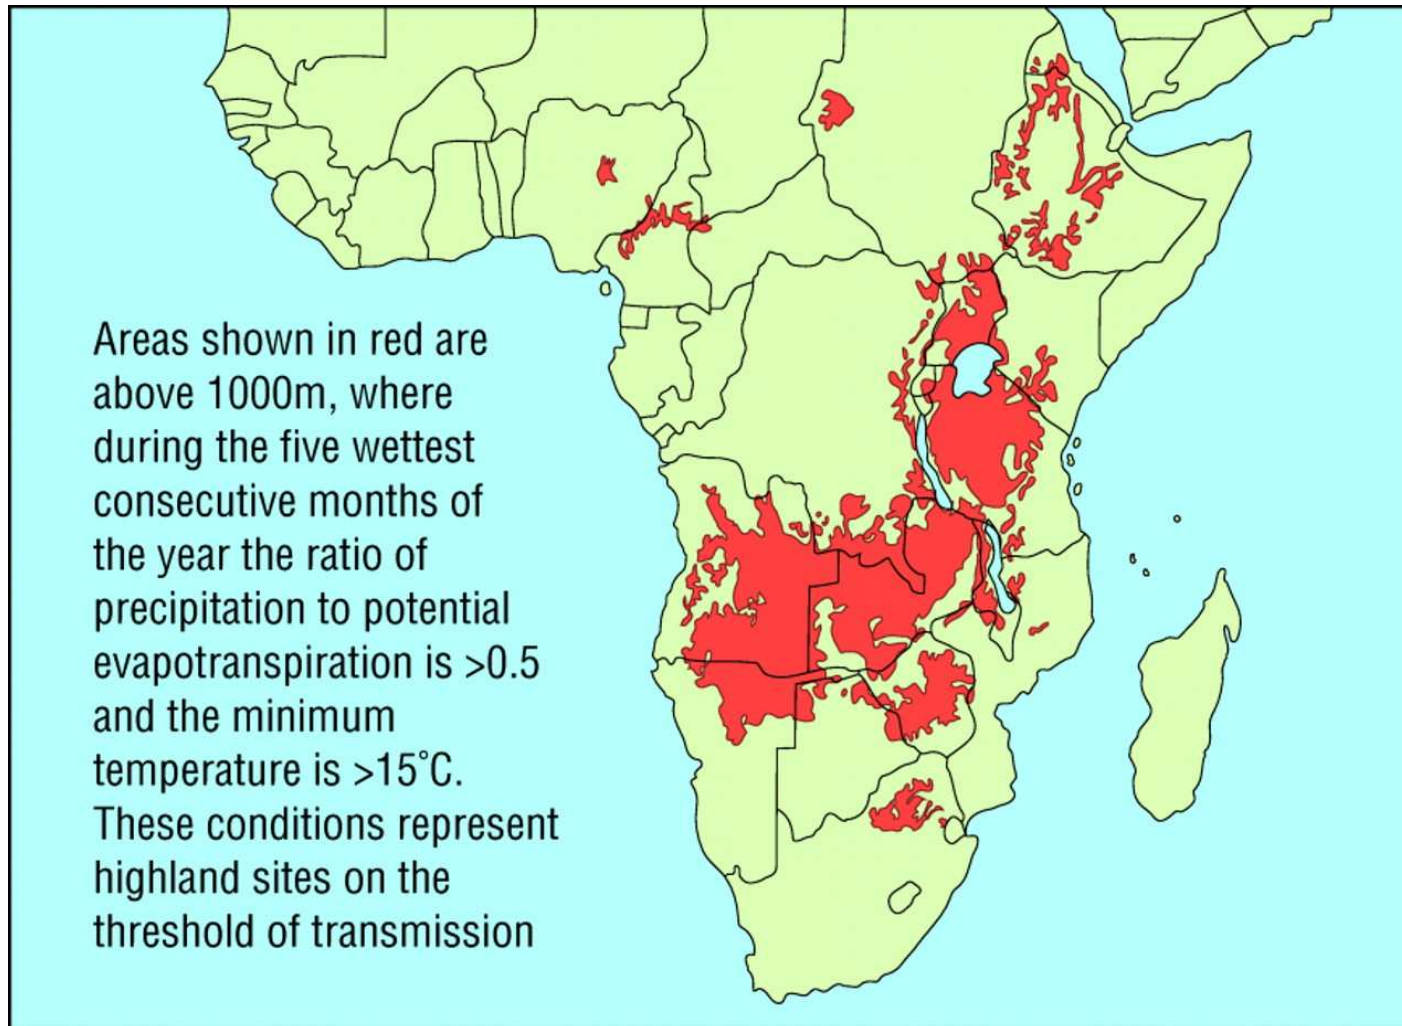 Areas shown in red are
above 1000m, where
during the five wettest
consecutive months of
the year the ratio of
precipitation to potential
evapotranspiration is >0.5
and the minimum
temperature is >15°C.
These conditions represent
highland sites on the
threshold of transmission